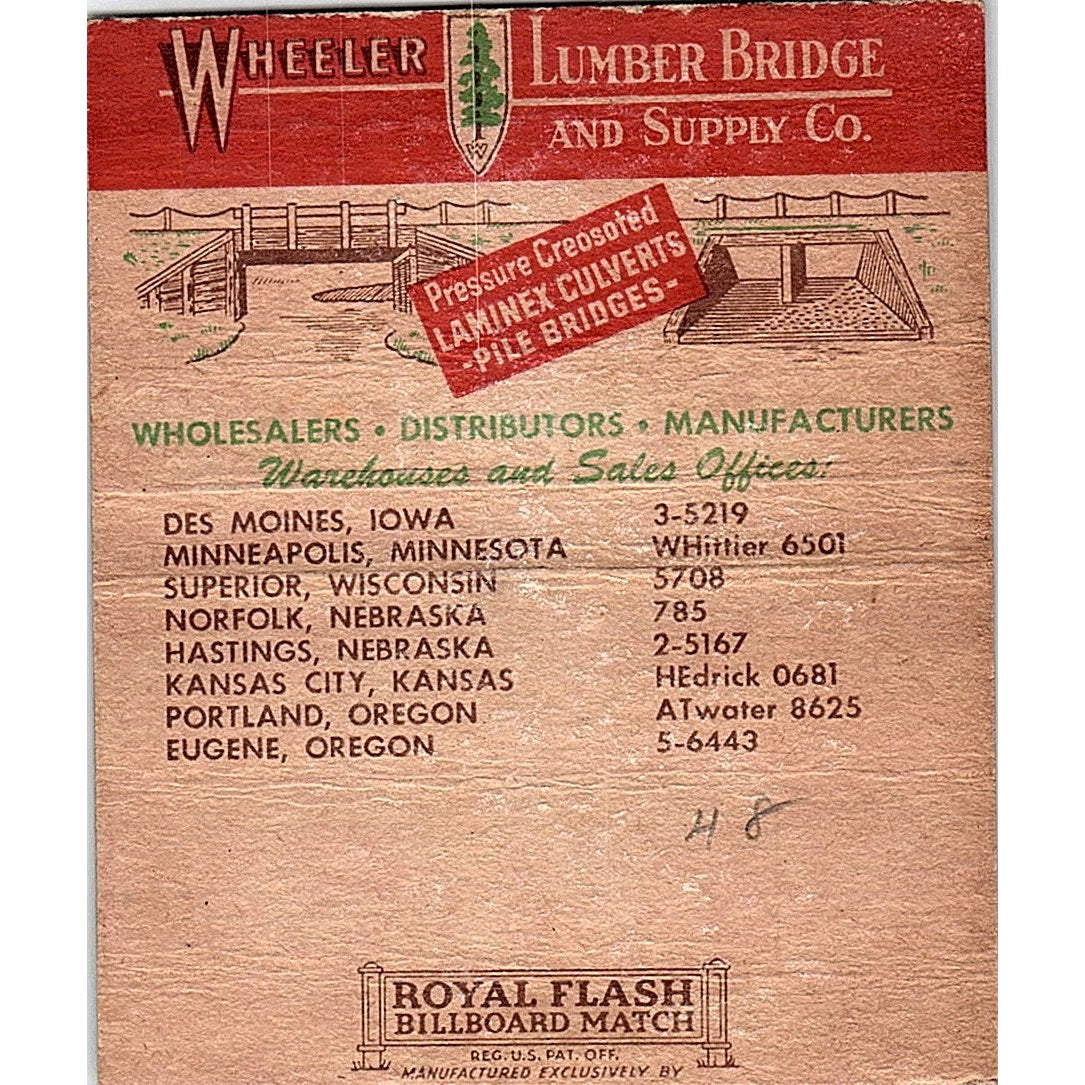 WHEELER LUMBER BRIDGE
AND SUPPLY CO.
W
Pressure Creosoted
LAMINEX CULVERTS
-PILE BRIDGES-
WHOLESALERS • DISTRIBUTORS • MANUFACTURERS
Warehouses and Sales Offices:
DES MOINES, IOWA 3-5219
MINNEAPOLIS, MINNESOTA WHittier 6501
SUPERIOR, WISCONSIN 5708
NORFOLK, NEBRASKA 785
HASTINGS, NEBRASKA 2-5167
KANSAS CITY, KANSAS HEdrick 0681
PORTLAND, OREGON ATwater 8625
EUGENE, OREGON 5-6443
48
ROYAL FLASH
BILLBOARD MATCH
REG. U.S. PAT. OFF.
MANUFACTURED EXCLUSIVELY BY